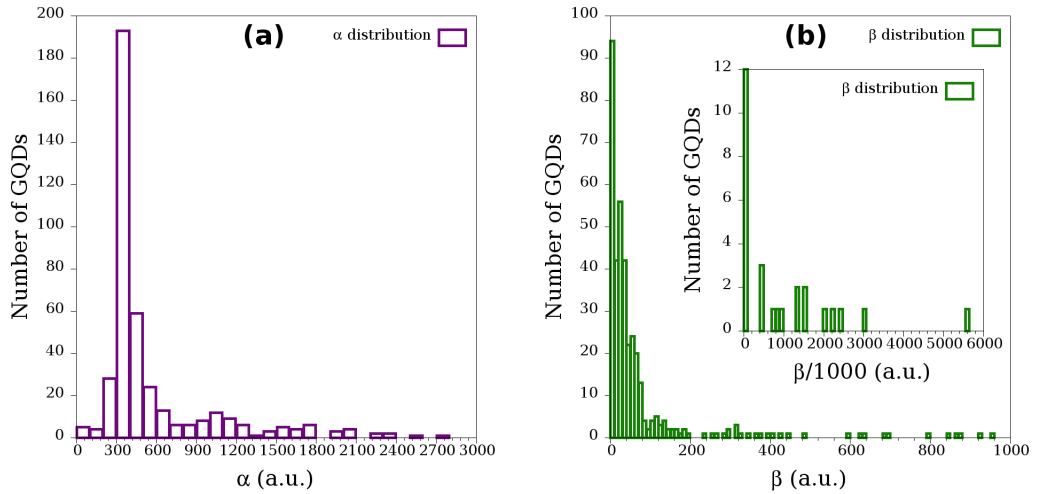 (a)
α distribution
200
180
160
140
120
100
80
60
40
20
0
Number of GQDs
0 300 600 900 1200 1500 1800 2100 2400 2700 3000
α (a.u.)
(b)
β distribution
100
90
80
70
60
50
40
30
20
10
0
Number of GQDs
0 200 400 600 800 1000
β (a.u.)
β distribution
12
10
8
6
4
2
0
Number of GQDs
0 1000 2000 3000 4000 5000 6000
β/1000 (a.u.)